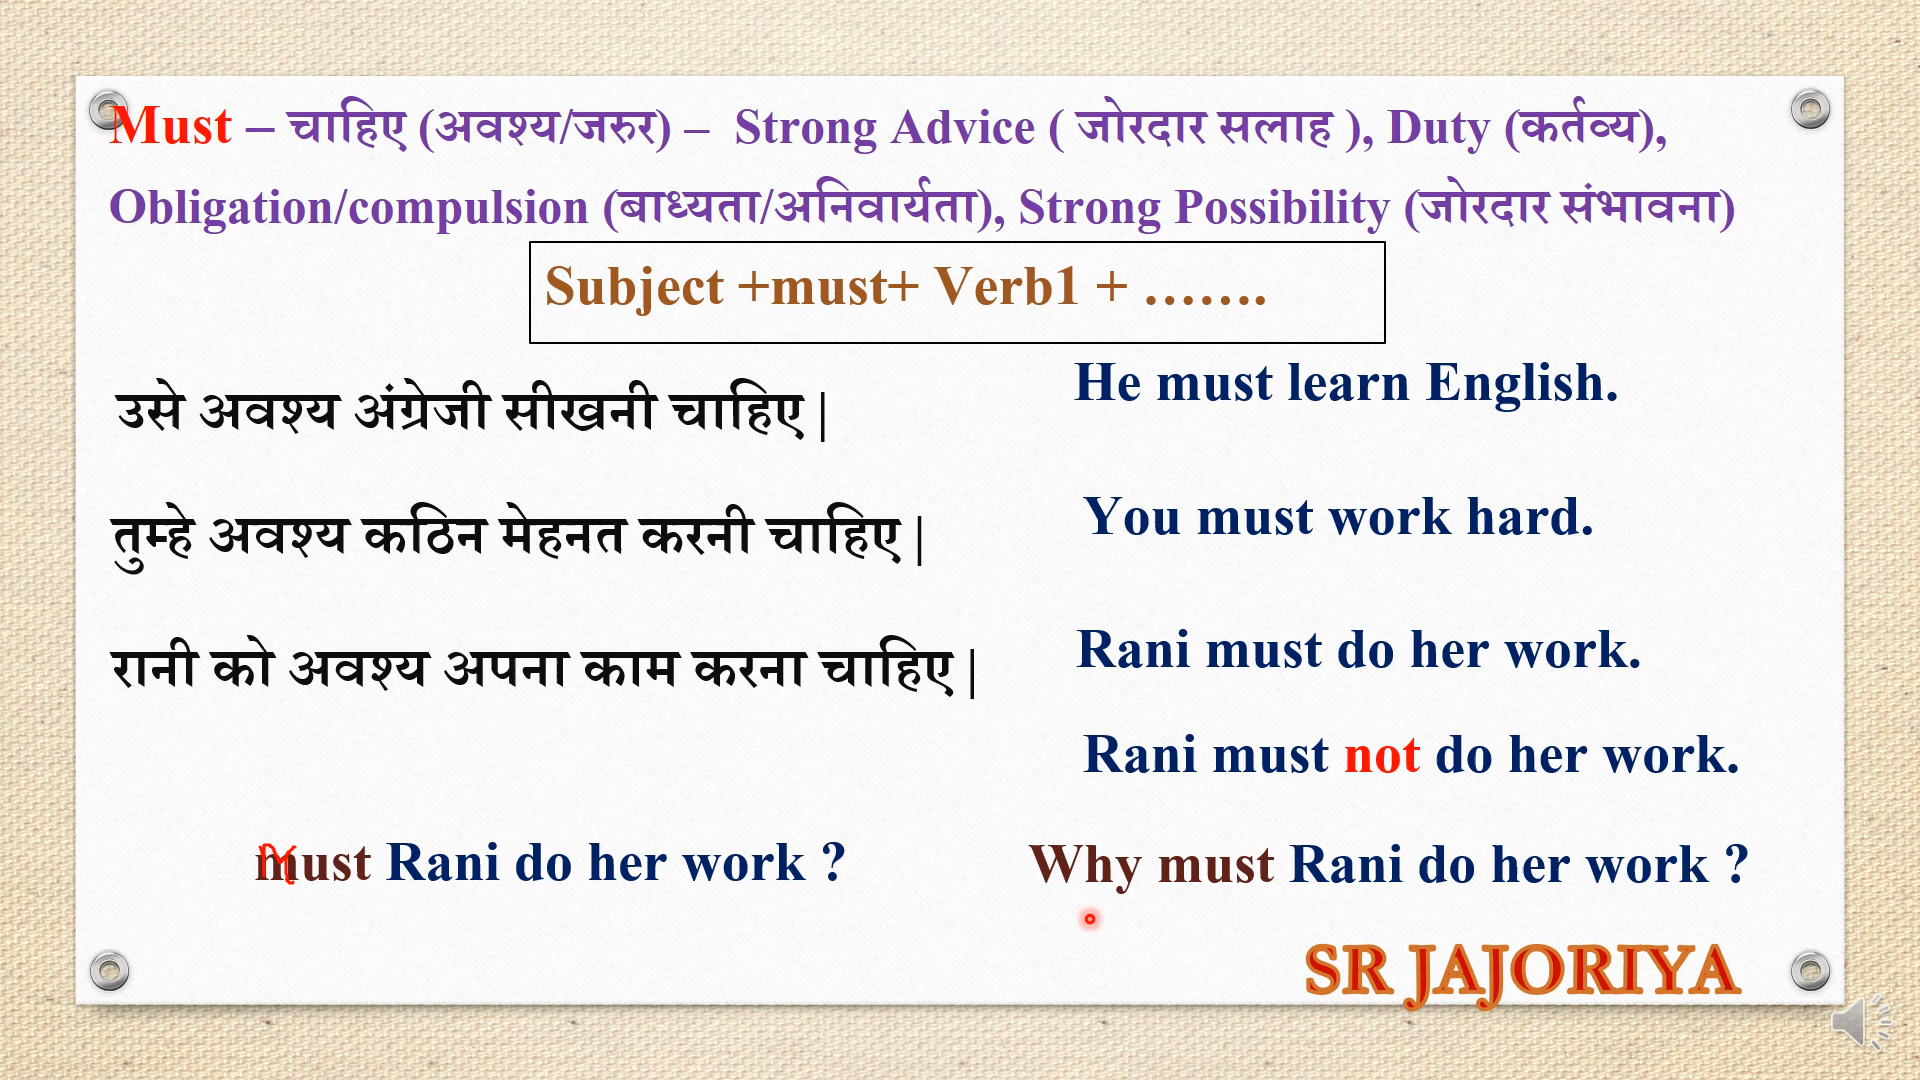 Must – चाहिए (अवश्य/जरुर) – Strong Advice ( जोरदार सलाह ), Duty (कर्तव्य),
Obligation/compulsion (बाध्यता/अनिवार्यता), Strong Possibility (जोरदार संभावना)
Subject +must+ Verb1 + …….
उसे अवश्य अंग्रेजी सीखनी चाहिए |
He must learn English.
तुम्हे अवश्य कठिन मेहनत करनी चाहिए |
You must work hard.
रानी को अवश्य अपना काम करना चाहिए |
Rani must do her work.
Rani must not do her work.
must Rani do her work ?
Why must Rani do her work ?
SR JAJORIYA